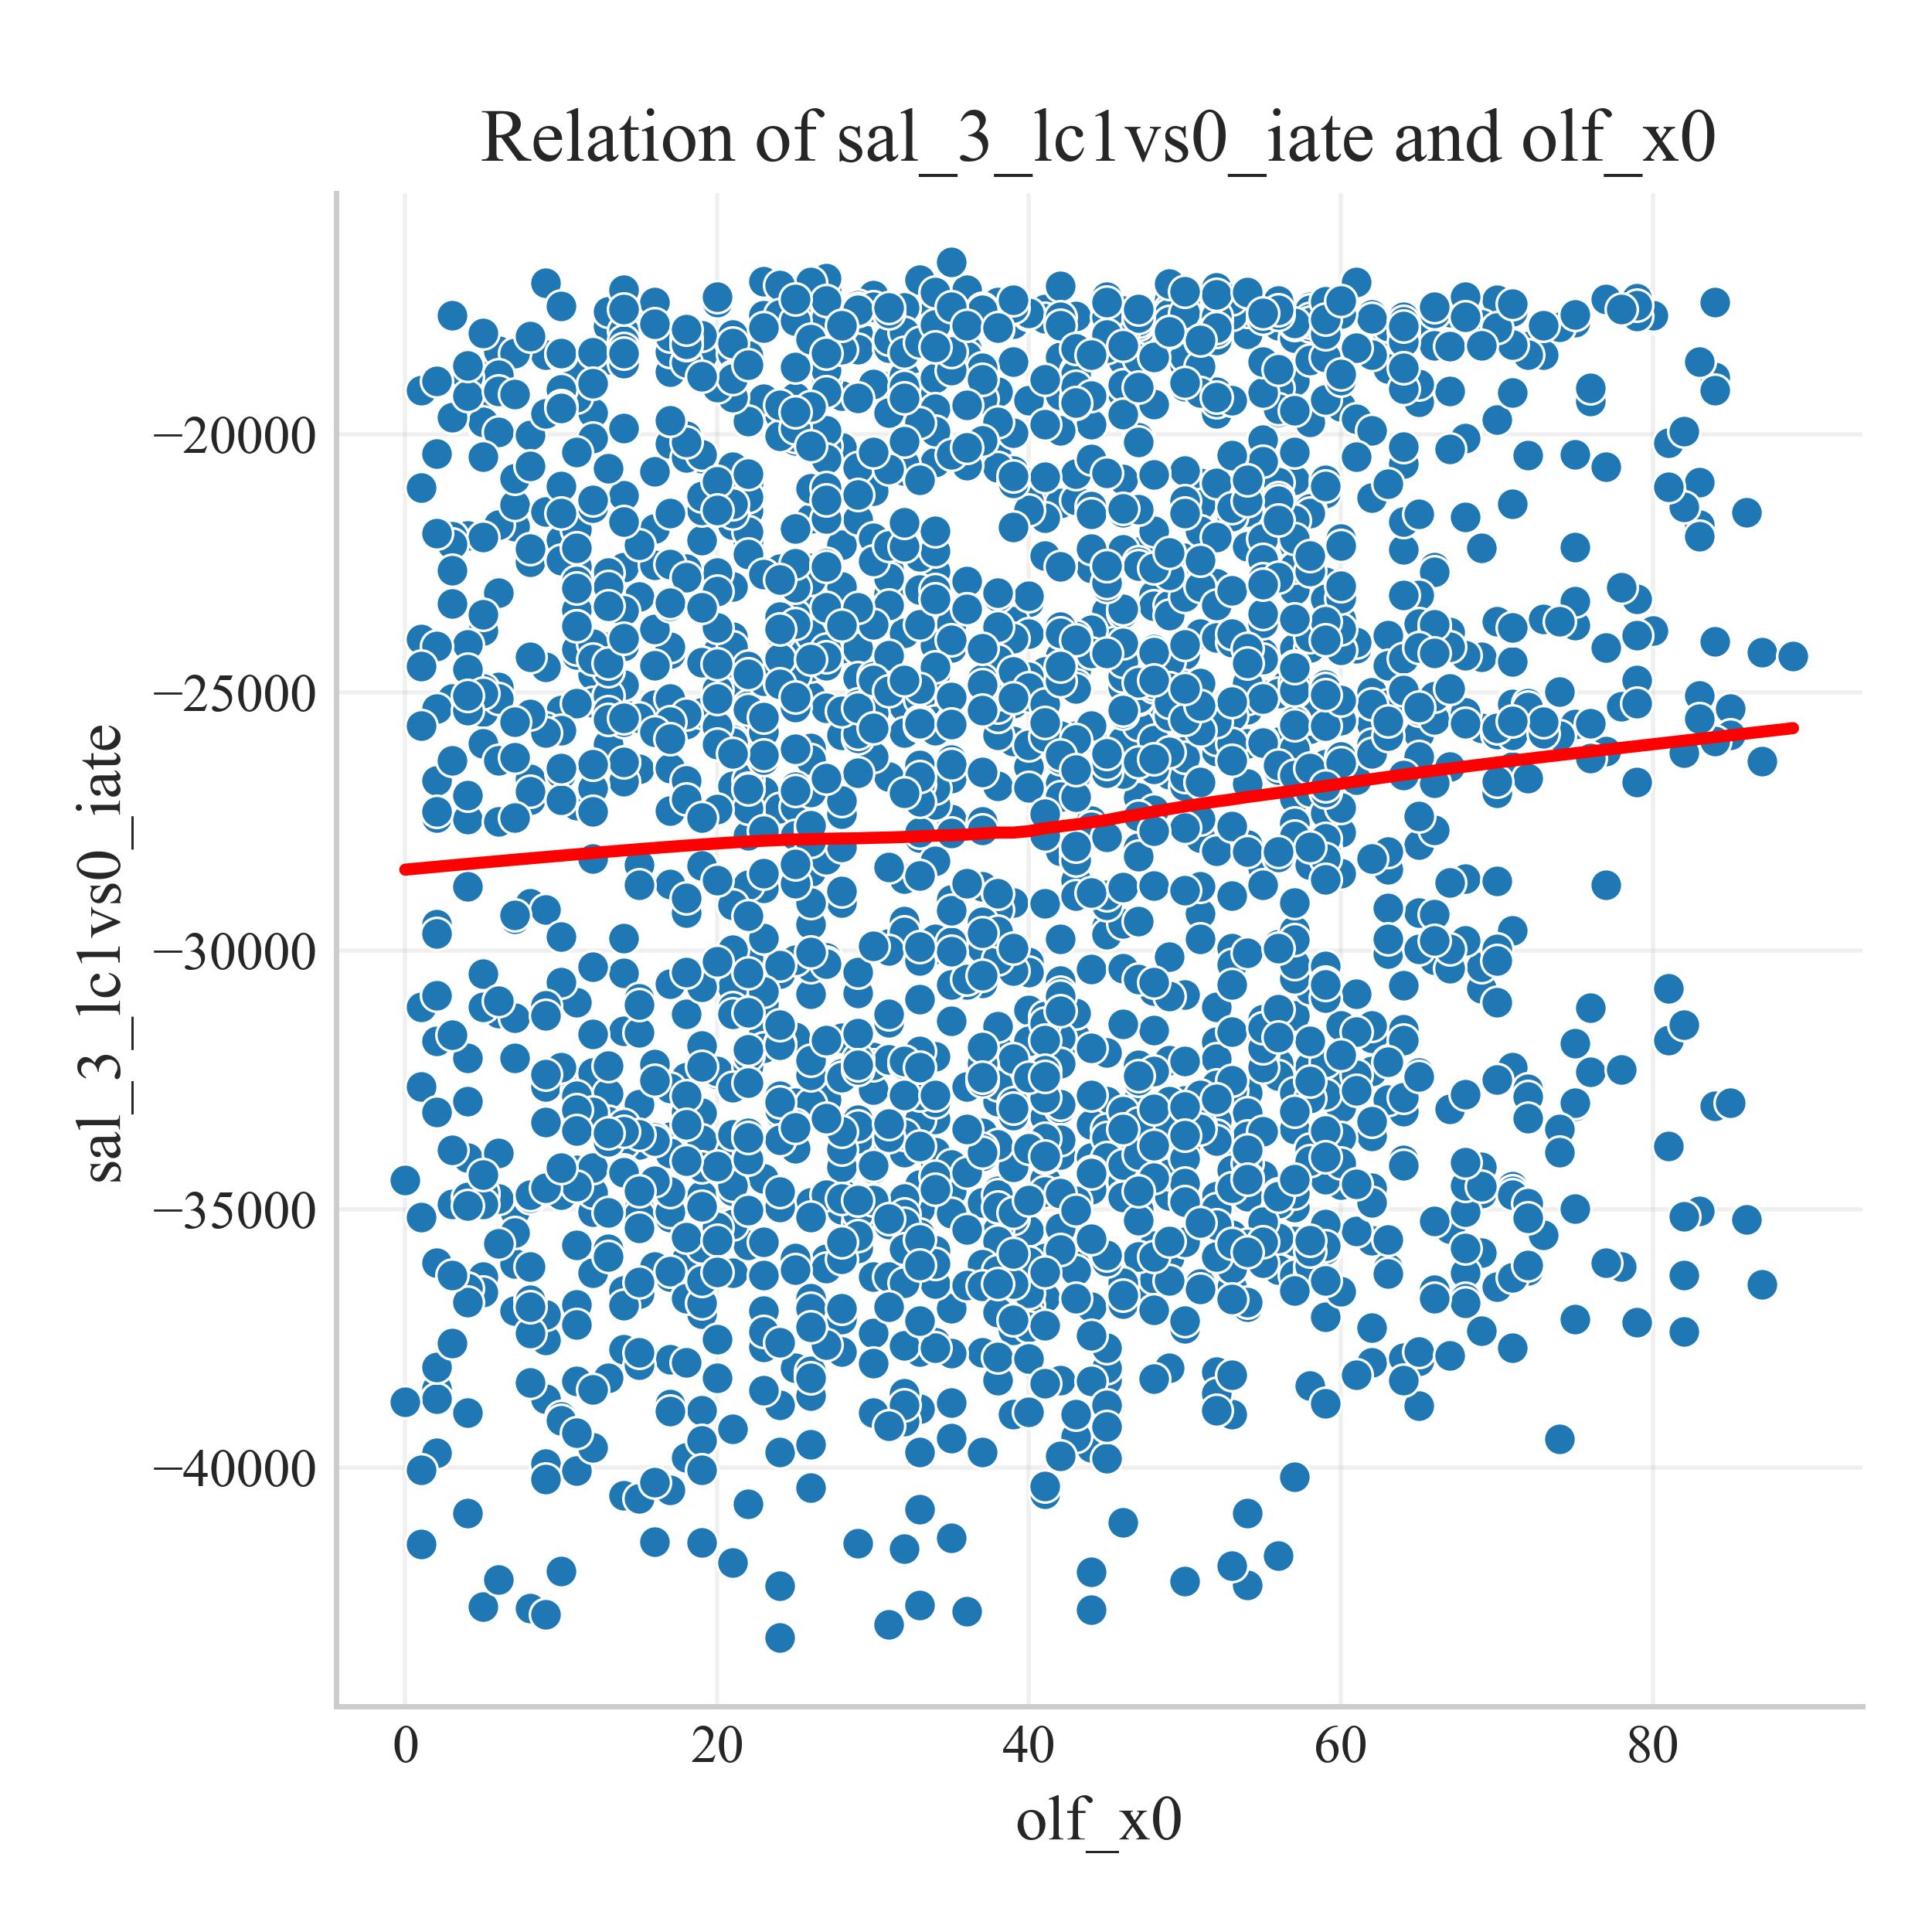 Relation of sal_3_lc1vs0_iate and olf_x0
sal_3_lc1vs0_iate
−20000
−25000
−30000
−35000
−40000
0 20 40 60 80
olf_x0